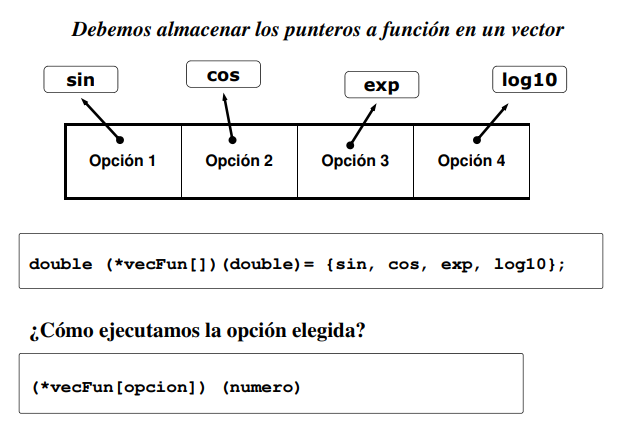 Debemos almacenar los punteros a función en un vector
sin cos exp log10
Opción 1 Opción 2 Opción 3 Opción 4
double (*vecFun[])(double)= {sin, cos, exp, log10};
¿Cómo ejecutamos la opción elegida?
(*vecFun[opcion]) (numero)